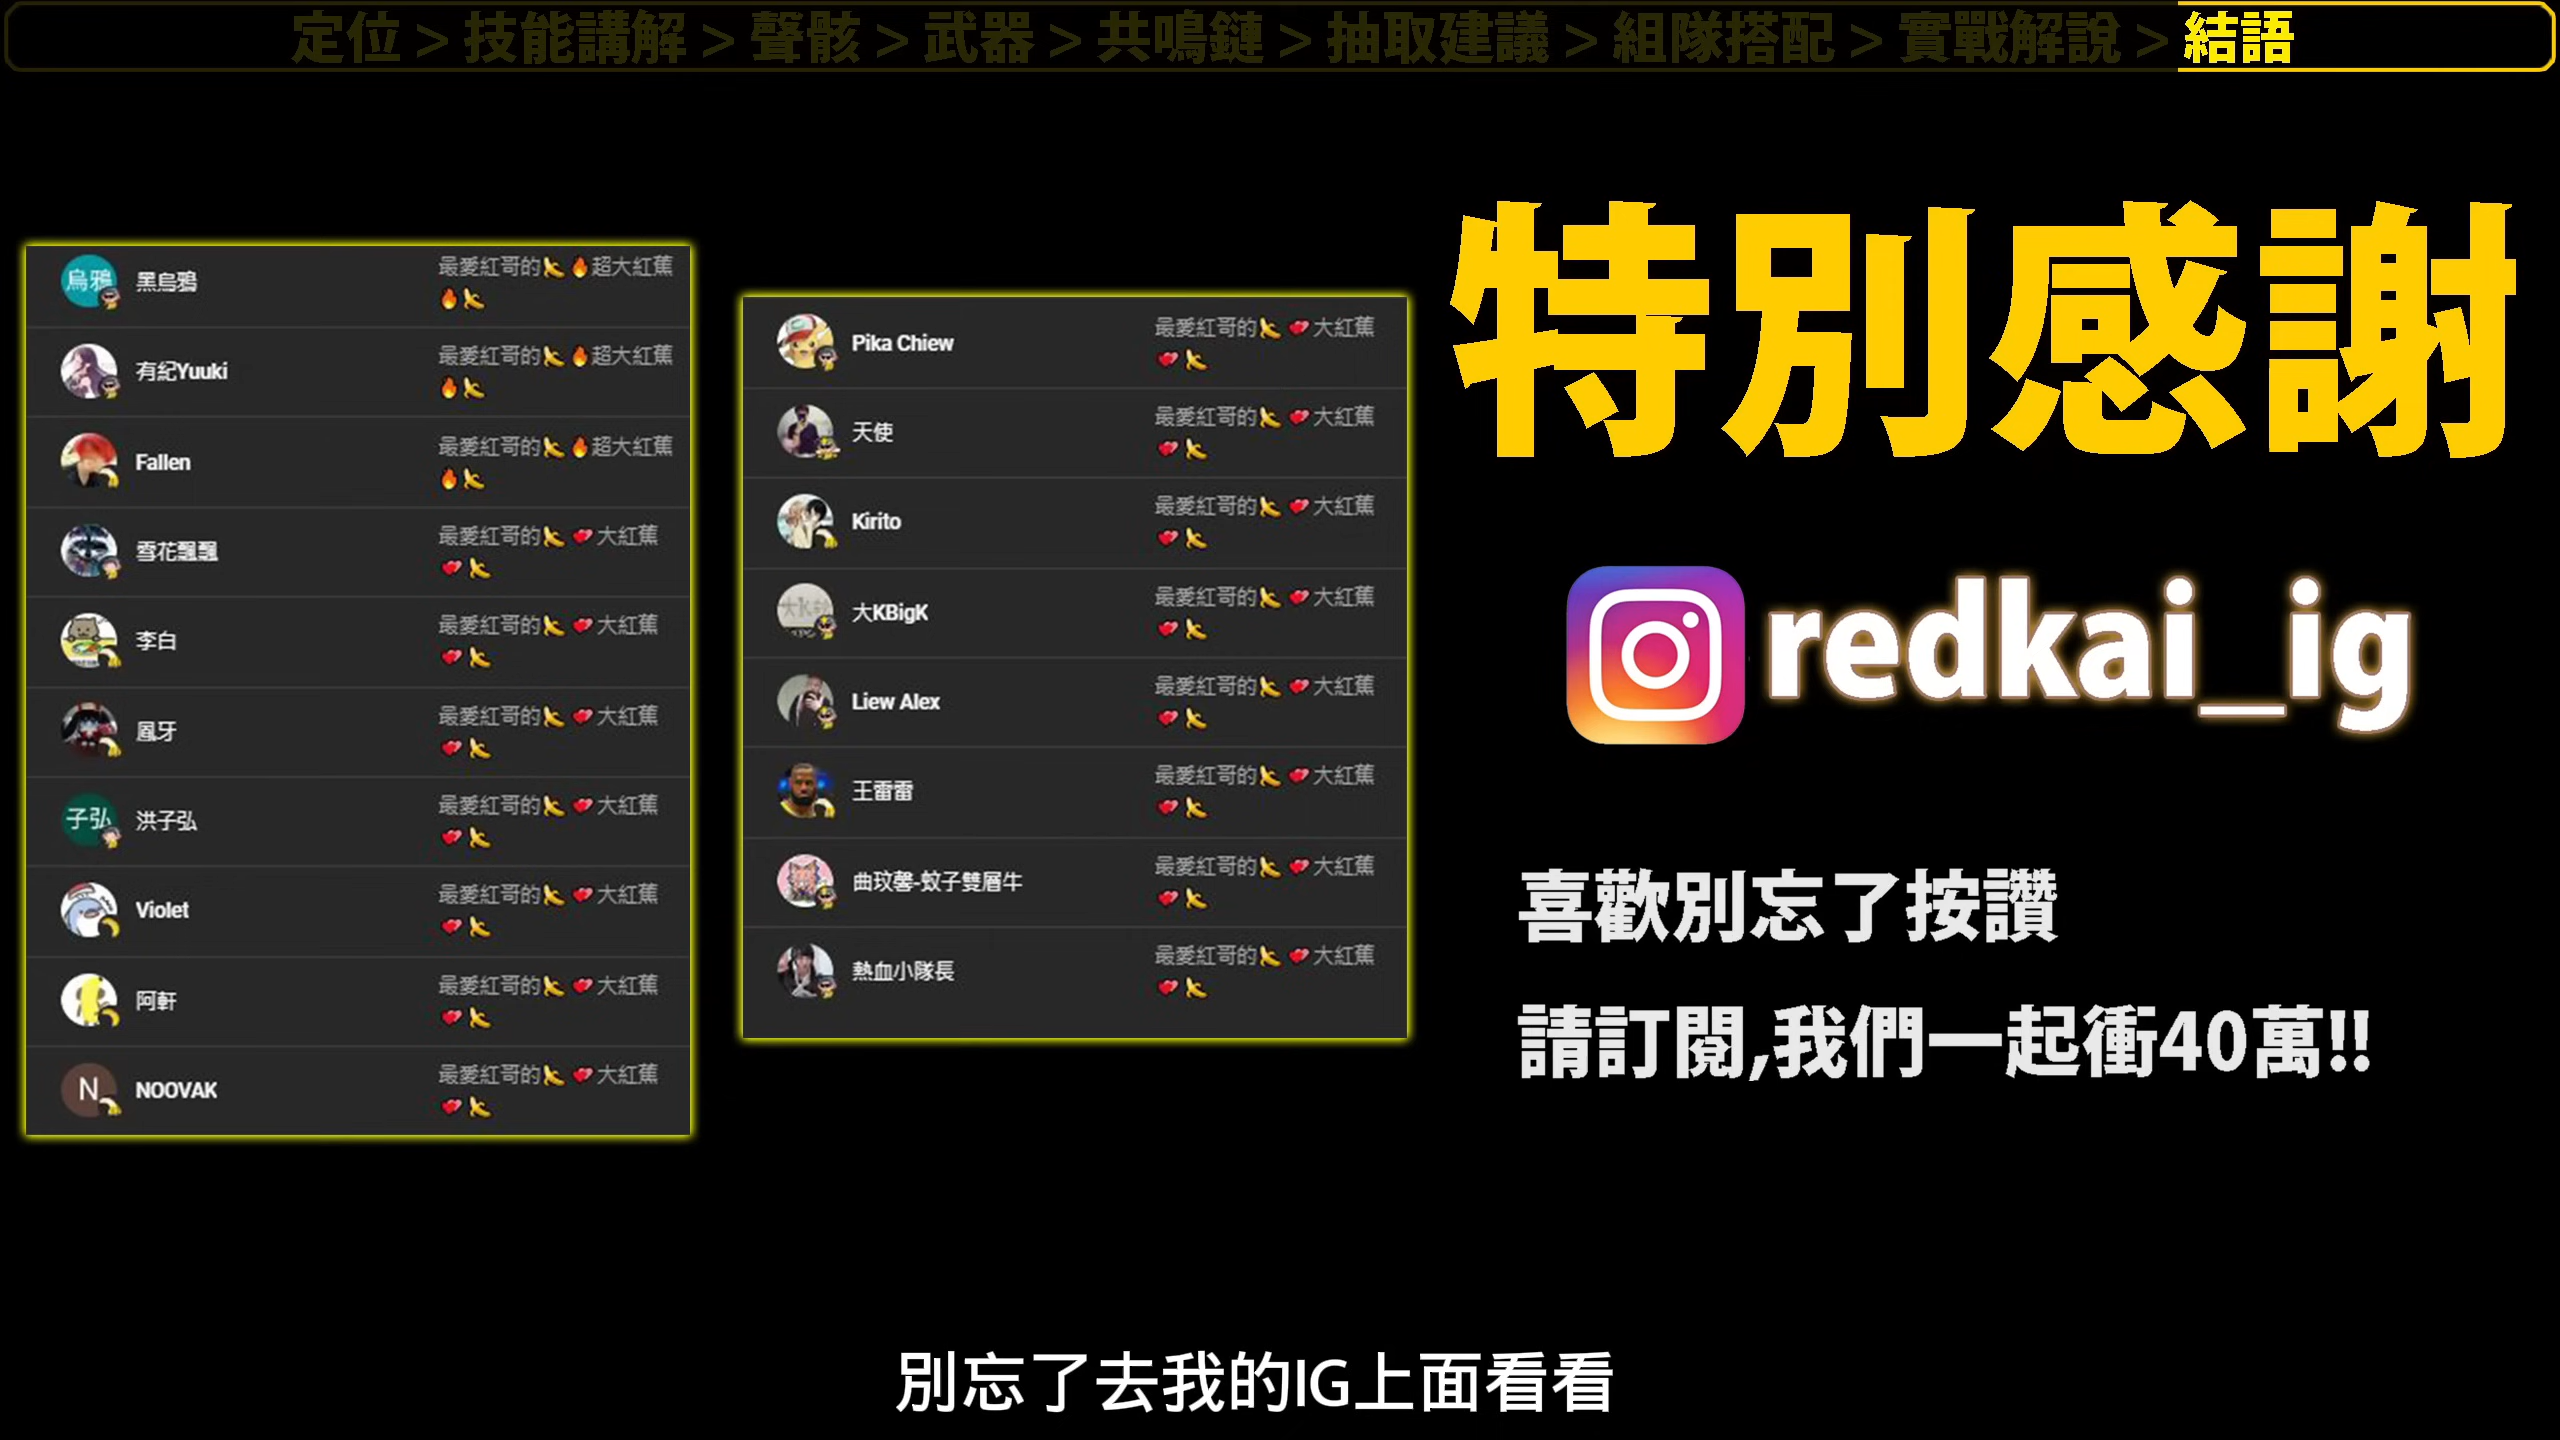 定位 > 技能講解 > 聲骸 > 武器 > 共鳴鏈 > 抽取建議 > 組隊搭配 > 實戰解說 > 結語
特別感謝
烏鴉 黑烏鴉 最愛紅哥的🍌🔥超大紅蕉
🔥🍌
有紀Yuuki 最愛紅哥的🍌🔥超大紅蕉
🔥🍌
Fallen 最愛紅哥的🍌🔥超大紅蕉
🔥🍌
雪花飄飄 最愛紅哥的🍌💕大紅蕉
💕🍌
李白 最愛紅哥的🍌💕大紅蕉
💕🍌
風牙 最愛紅哥的🍌💕大紅蕉
💕🍌
子弘 洪子弘 最愛紅哥的🍌💕大紅蕉
💕🍌
Violet 最愛紅哥的🍌💕大紅蕉
💕🍌
阿軒 最愛紅哥的🍌💕大紅蕉
💕🍌
N NOOVAK 最愛紅哥的🍌💕大紅蕉
💕🍌
Pika Chiew 最愛紅哥的🍌💕大紅蕉
💕🍌
天使 最愛紅哥的🍌💕大紅蕉
💕🍌
Kirito 最愛紅哥的🍌💕大紅蕉
💕🍌
大KBigK 最愛紅哥的🍌💕大紅蕉
💕🍌
Liew Alex 最愛紅哥的🍌💕大紅蕉
💕🍌
王雷雷 最愛紅哥的🍌💕大紅蕉
💕🍌
曲玟馨-蚊子雙層牛 最愛紅哥的🍌💕大紅蕉
💕🍌
熱血小隊長 最愛紅哥的🍌💕大紅蕉
💕🍌
redkai_ig
喜歡別忘了按讚
請訂閱,我們一起衝40萬!!
別忘了去我的IG上面看看